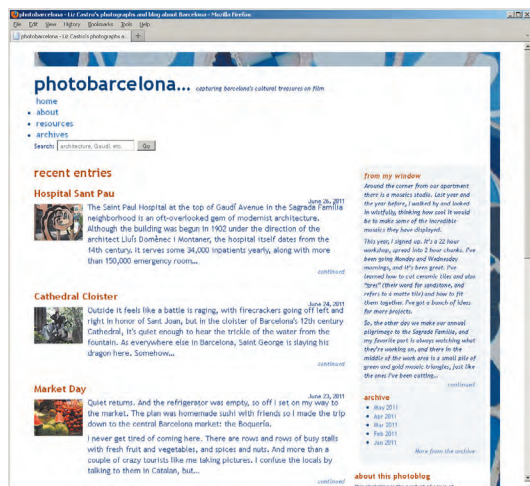 photobarcelona - Liz Castro's photographs and blog about Barcelona - Mozilla Firefox
File Edit View History Bookmarks Tools Help
photobarcelona - Liz Castro's photographs a...
photobarcelona... capturing barcelona's cultural treasures on film
home
about
resources
archives
Search: architecture, Gaudí, etc. Go
recent entries
Hospital Sant Pau
June 26, 2011
The Saint Paul Hospital at the top of Gaudí Avenue in the Sagrada Familia
neighborhood is an oft-overlooked gem of modernist architecture.
Although the building was begun in 1902 under the direction of the
architect Lluís Domènec i Montaner, the hospital itself dates from the
14th century. It serves some 34,000 inpatients yearly, along with more
than 150,000 emergency room...
continued
Cathedral Cloister
June 24, 2011
Outside it feels like a battle is raging, with firecrackers going off left and
right in honor of Sant Joan, but in the cloister of Barcelona's 12th century
Cathedral, it's quiet enough to hear the trickle of the water from the
fountain. As everywhere else in Barcelona, Saint George is slaying his
dragon here. Somehow...
continued
Market Day
June 23, 2011
Quiet returns. And the refrigerator was empty, so off I set on my way to
the market. The plan was homemade sushi with friends so I made the trip
down to the central Barcelona market: the Boquería.
I never get tired of coming here. There are rows and rows of busy stalls
with fresh fruit and vegetables, and spices and nuts. And more than a
couple of crazy tourists like me taking pictures. I confuse the locals by
talking to them in Catalan, but...
continued
from my window
Around the corner from our apartment
there is a mosaics studio. Last year and
the year before, I walked by and looked
in wistfully, thinking how cool it would
be to make some of the incredible
mosaics they have displayed.
This year, I signed up. It's a 22 hour
workshop, spread into 2 hour chunks. I've
been going Monday and Wednesday
mornings, and it's been great. I've
learned how to cut ceramic tiles and also
"gres" (their word for sandstone, and
refers to a matte tile) and how to fit
them together. I've got a bunch of ideas
for more projects.
So, the other day we make our annual
pilgrimage to the Sagrada Familia, and
my favorite part is always watching what
they're working on, and there in the
middle of the work area is a small pile of
green and gold mosaic triangles, just like
the ones I've been cutting...
continued
archive
May 2011
Apr 2011
Mar 2011
Feb 2011
Jan 2011
More from the archive
about this photoblog